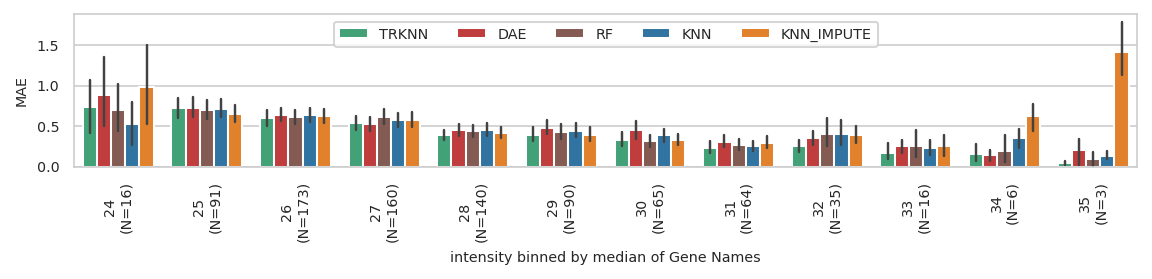 TRKNN DAE RF KNN KNN_IMPUTE
MAE
1.5
1.0
0.5
0.0
24
(N=16)
25
(N=91)
26
(N=173)
27
(N=160)
28
(N=140)
29
(N=90)
30
(N=65)
31
(N=64)
32
(N=35)
33
(N=16)
34
(N=6)
35
(N=3)
intensity binned by median of Gene Names